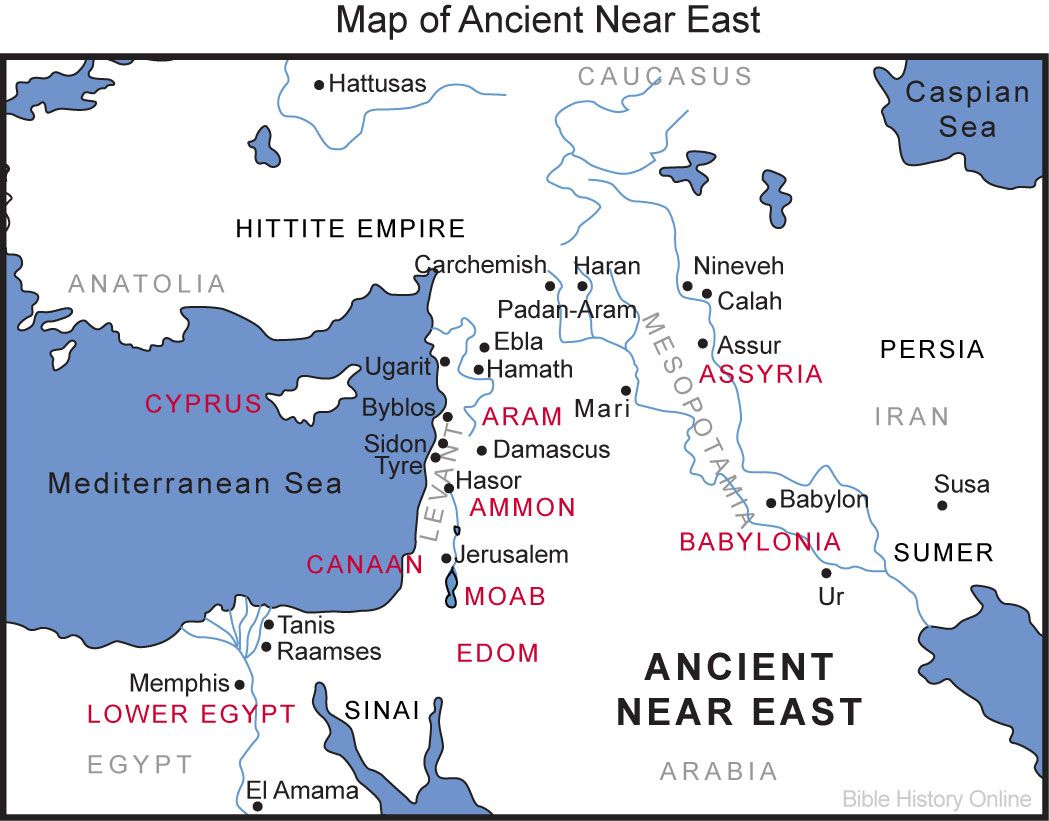 Map of Ancient Near East
Hattusas
CAUCASUS
Caspian
Sea
HITTITE EMPIRE
ANATOLIA
Carchemish
Haran
Nineveh
Calah
Padan-Aram
MESOPOTAMIA
Ebla
Assur
PERSIA
Ugarit
Hamath
ASSYRIA
CYPRUS
Byblos
ARAM
Mari
IRAN
Sidon
Tyre
Damascus
LEVANT
Mediterranean Sea
Hasor
AMMON
Babylon
Susa
BABYLONIA
SUMER
CANAAN
Jerusalem
MOAB
Ur
Tanis
Raamses
EDOM
ANCIENT
NEAR EAST
Memphis
LOWER EGYPT
SINAI
EGYPT
ARABIA
El Amama
Bible History Online